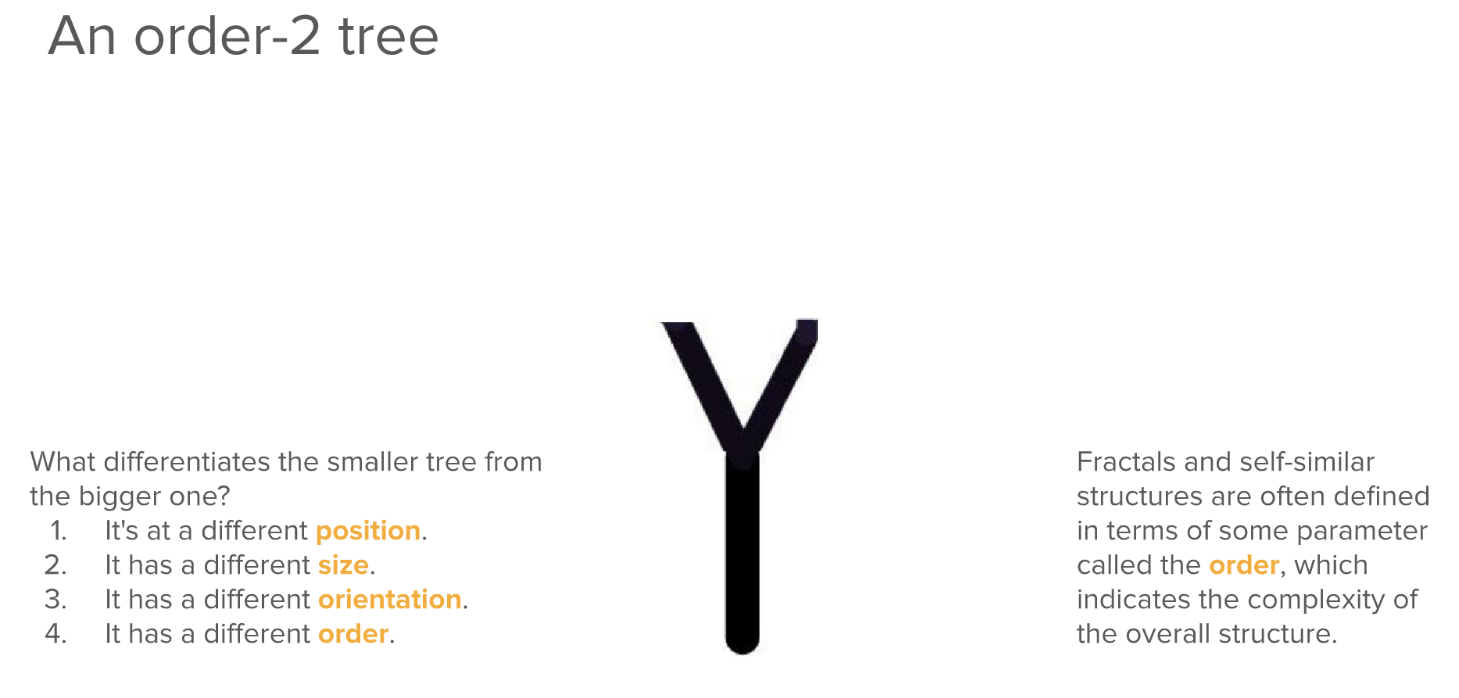 An order-2 tree
What differentiates the smaller tree from
the bigger one?
1. It's at a different position.
2. It has a different size.
3. It has a different orientation.
4. It has a different order.
Fractals and self-similar
structures are often defined
in terms of some parameter
called the order, which
indicates the complexity of
the overall structure.